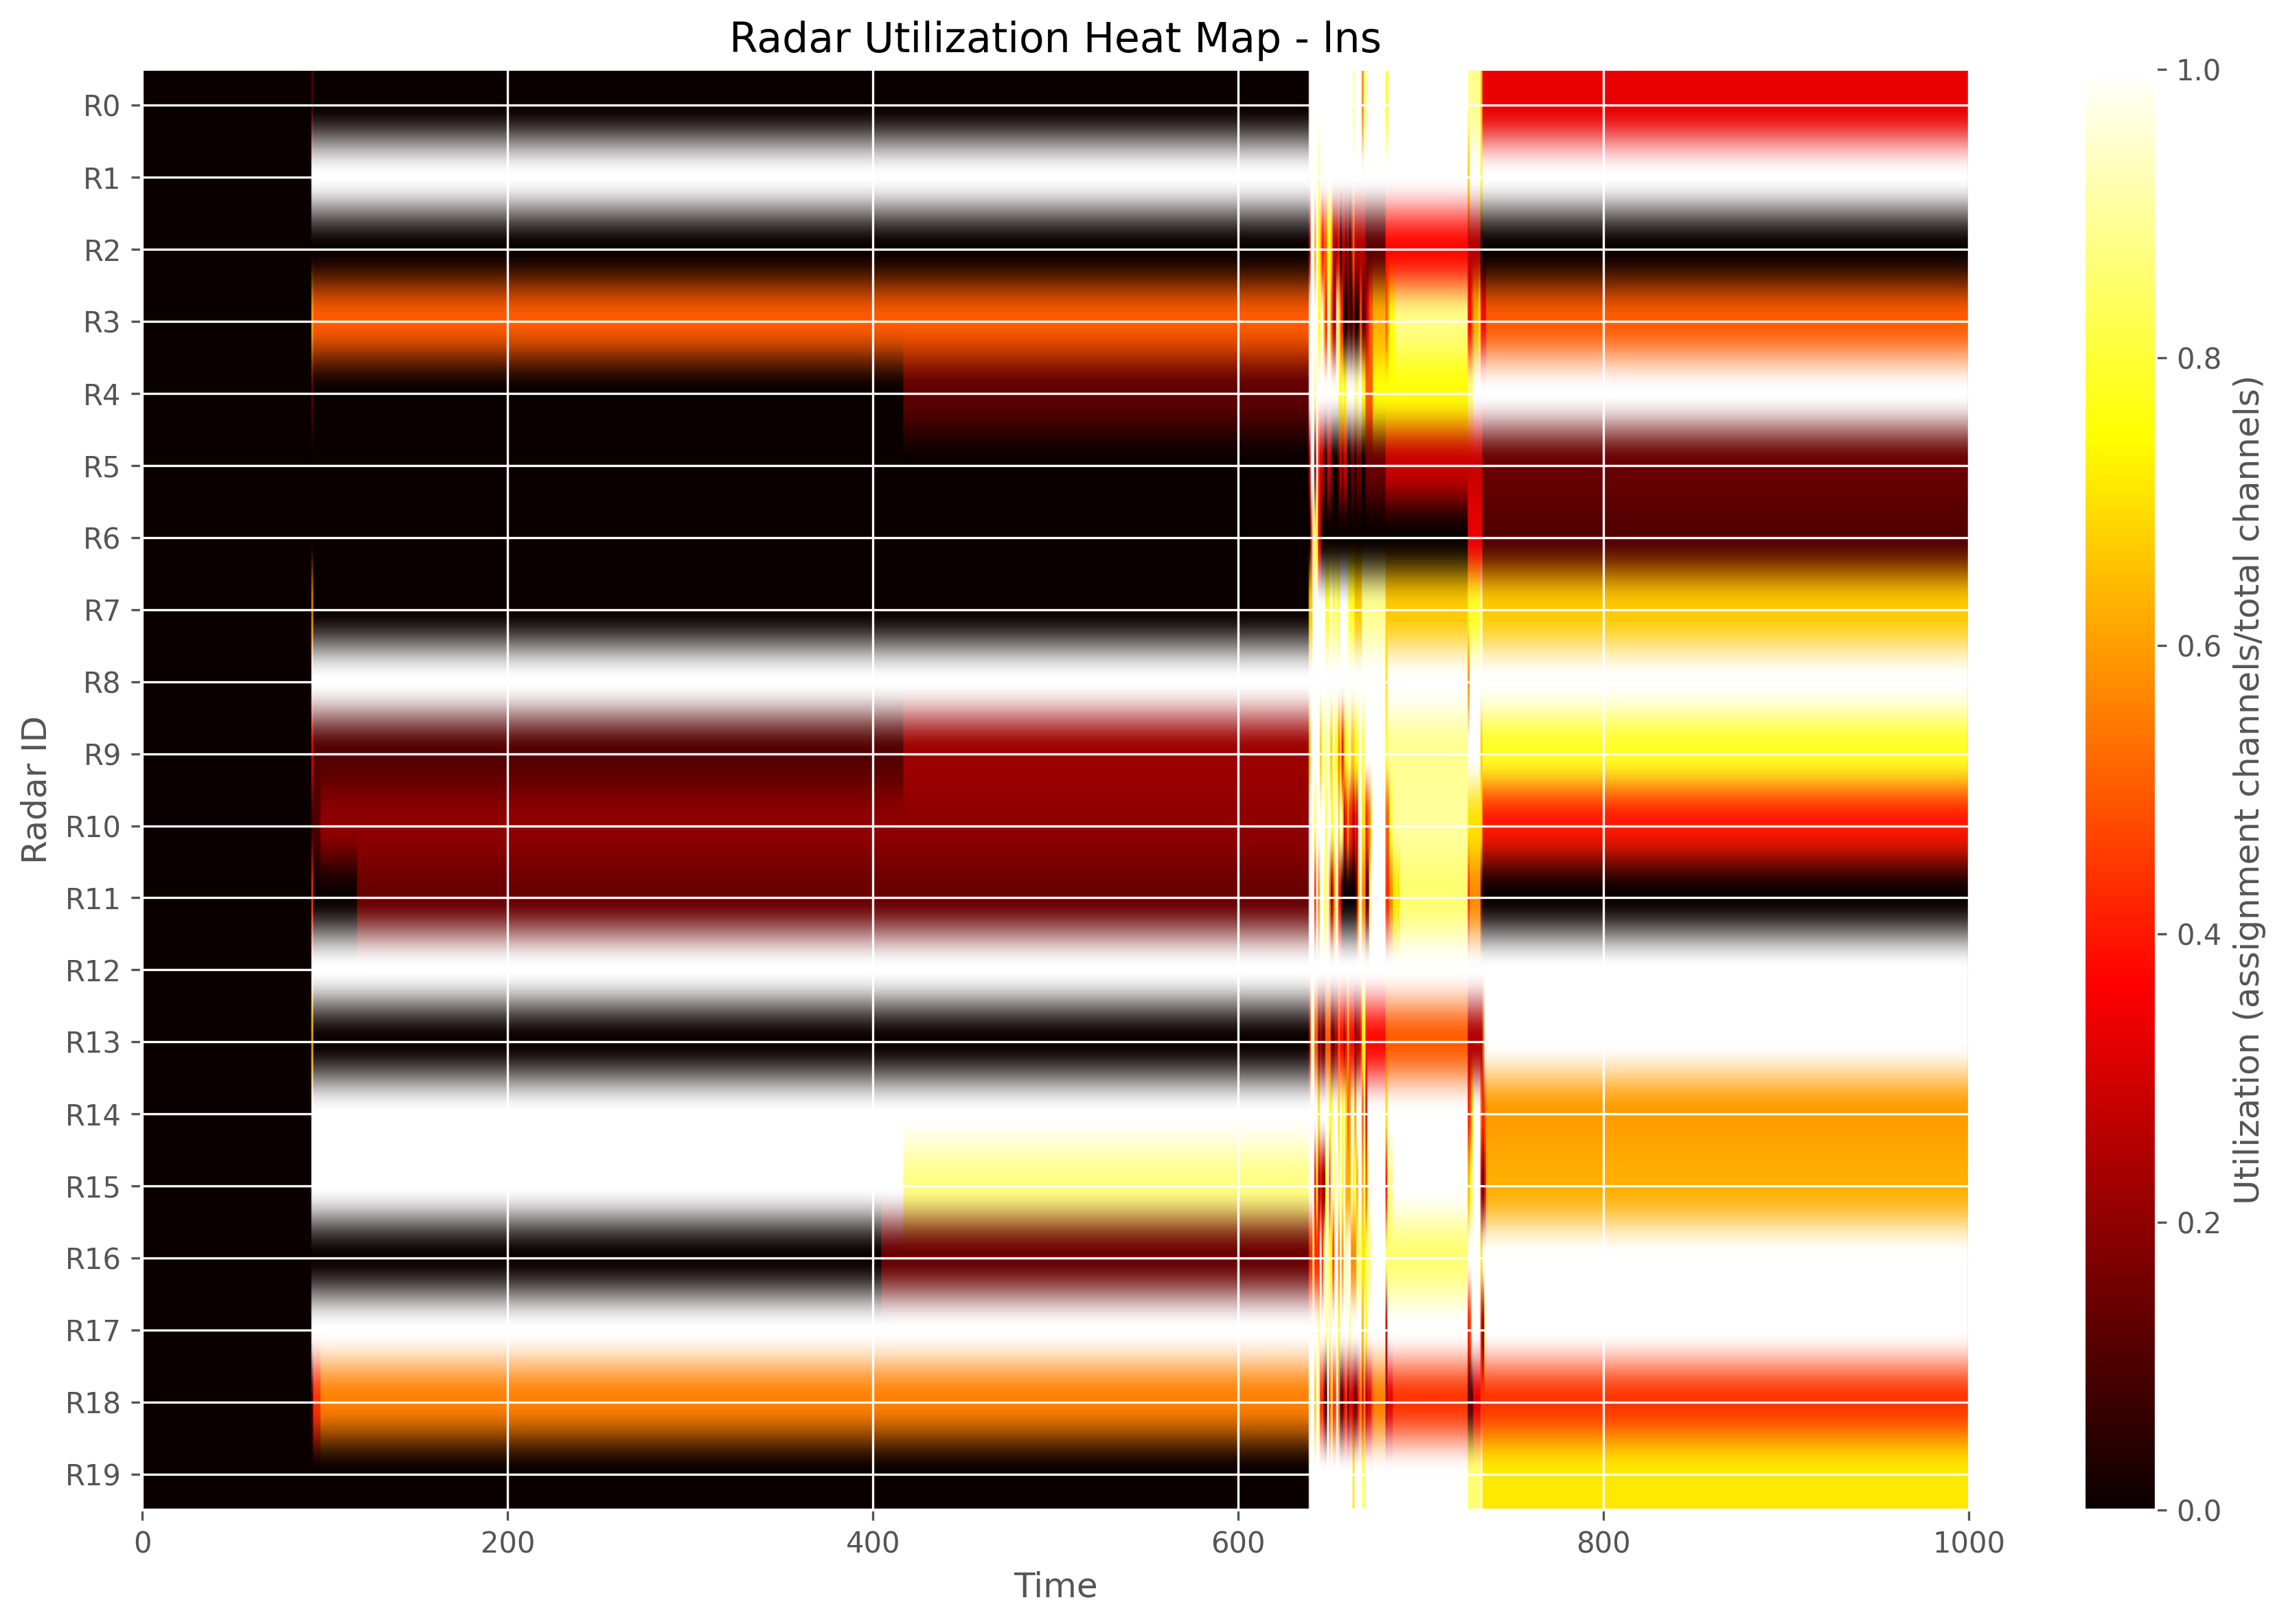 Radar Utilization Heat Map - lns
R0
R1
R2
R3
R4
R5
R6
R7
R8
R9
R10
R11
R12
R13
R14
R15
R16
R17
R18
R19
Radar ID
0
200
400
600
800
1000
Time
1.0
0.8
0.6
0.4
0.2
0.0
Utilization (assignment channels/total channels)